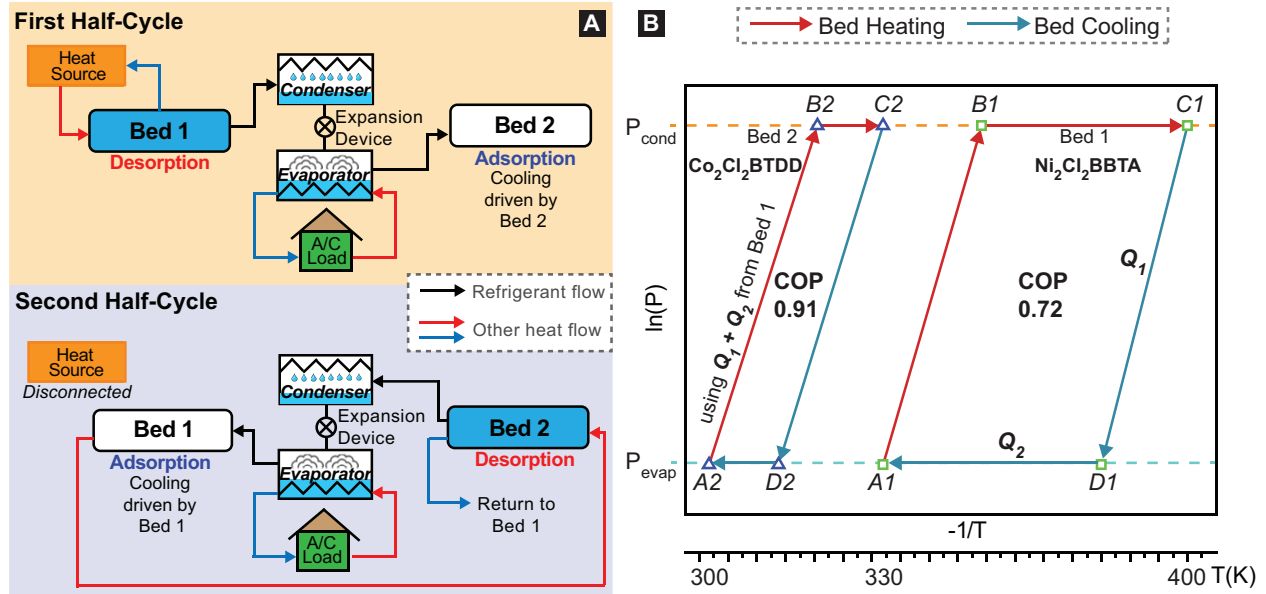 First Half-Cycle
A
Heat
Source
Condenser
Bed 1
Desorption
Expansion
Device
Bed 2
Adsorption
Cooling
driven by
Bed 2
Evaporator
A/C
Load
Second Half-Cycle
Refrigerant flow
Other heat flow
Heat
Source
Disconnected
Condenser
Bed 1
Adsorption
Cooling
driven by
Bed 1
Expansion
Device
Bed 2
Desorption
Evaporator
Return to
Bed 1
A/C
Load
B
Bed Heating
Bed Cooling
B2
C2
B1
C1
P_cond
Bed 2
Bed 1
Co₂Cl₂BTDD
Ni₂Cl₂BBTA
using Q₁ + Q₂ from Bed 1
Q₁
COP
0.91
COP
0.72
ln(P)
Q₂
P_evap
A2
D2
A1
D1
-1/T
300
330
400
T(K)